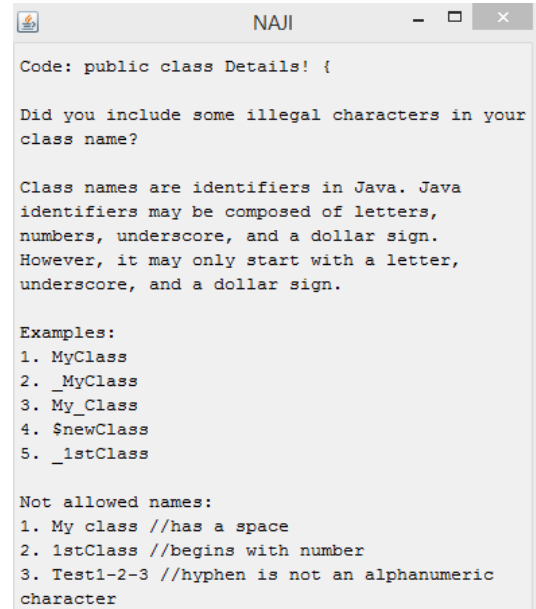 NAJI
Code: public class Details! {
Did you include some illegal characters in your
class name?
Class names are identifiers in Java. Java
identifiers may be composed of letters,
numbers, underscore, and a dollar sign.
However, it may only start with a letter,
underscore, and a dollar sign.
Examples:
1. MyClass
2. _MyClass
3. My_Class
4. $newClass
5. _1stClass
Not allowed names:
1. My class //has a space
2. 1stClass //begins with number
3. Test1-2-3 //hyphen is not an alphanumeric
character